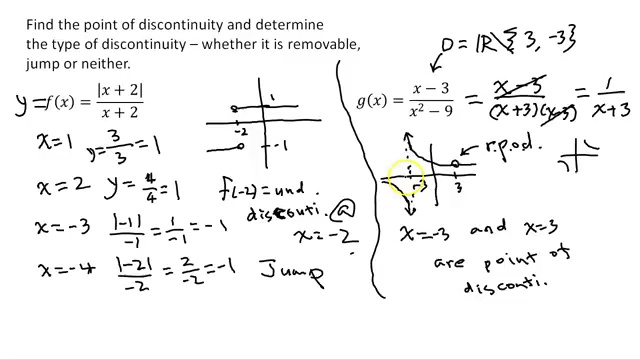 Find the point of discontinuity and determine
the type of discontinuity – whether it is removable,
jump or neither.
y = f(x) = |x + 2| / x + 2
x=1 y= 3/3 = 1
x=2 y= 4/4 = 1
x=-3 |-1|/-1 = 1/-1 = -1
x=-4 |-2|/-2 = 2/-2 = -1
1
-2
-1
f(-2) = und.
disconti. @
x=-2
Jump
D = ℝ\{3, -3}
g(x) = x − 3 / x² − 9 = x-3 / (x+3)(x-3) = 1 / x+3
r.p.o.d.
-3
3
x=-3 and x=3
are point of
disconti.